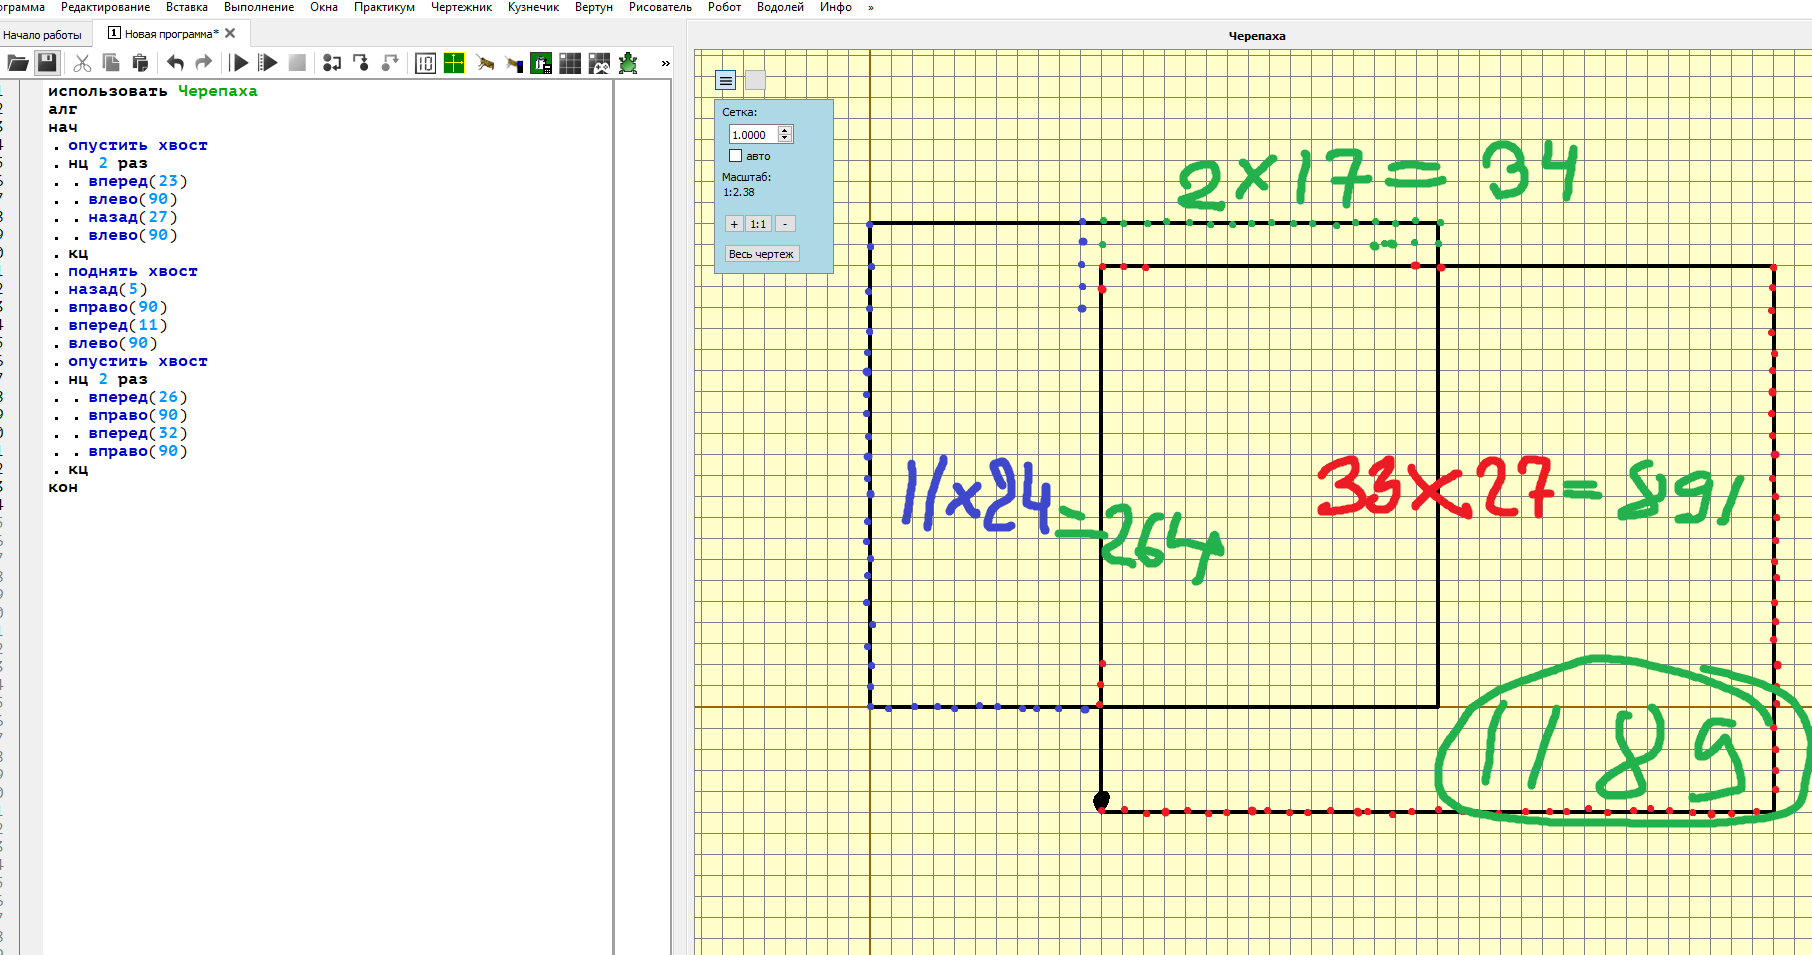 ограмма Редактирование Вставка Выполнение Окна Практикум Чертежник Кузнечик Вертун Рисователь Робот Водолей Инфо »
Начало работы
1 Новая программа* ✕
Черепаха
»
использовать Черепаха
алг
нач
. опустить хвост
. нц 2 раз
. . вперед(23)
. . влево(90)
. . назад(27)
. . влево(90)
. кц
. поднять хвост
. назад(5)
. вправо(90)
. вперед(11)
. влево(90)
. опустить хвост
. нц 2 раз
. . вперед(26)
. . вправо(90)
. . вперед(32)
. . вправо(90)
. кц
кон
Сетка:
1.0000
авто
Масштаб:
1:2.38
+ 1:1 -
Весь чертеж
2×17= 34
11×24=264
33×27=891
1189